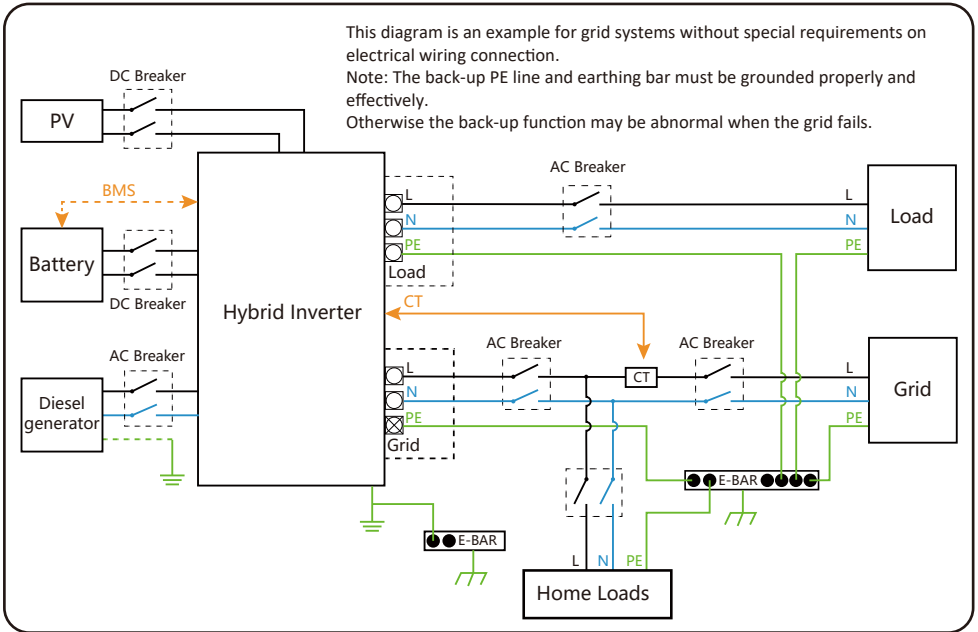 This diagram is an example for grid systems without special requirements on
electrical wiring connection.
Note: The back-up PE line and earthing bar must be grounded properly and
effectively.
Otherwise the back-up function may be abnormal when the grid fails.
DC Breaker
PV
BMS
Battery
DC Breaker
AC Breaker
Diesel
generator
Hybrid Inverter
L
N
PE
Load
AC Breaker
L
N
PE
Load
CT
AC Breaker
CT
AC Breaker
L
N
PE
Grid
L
N
PE
Grid
E-BAR
E-BAR
L
N
PE
Home Loads